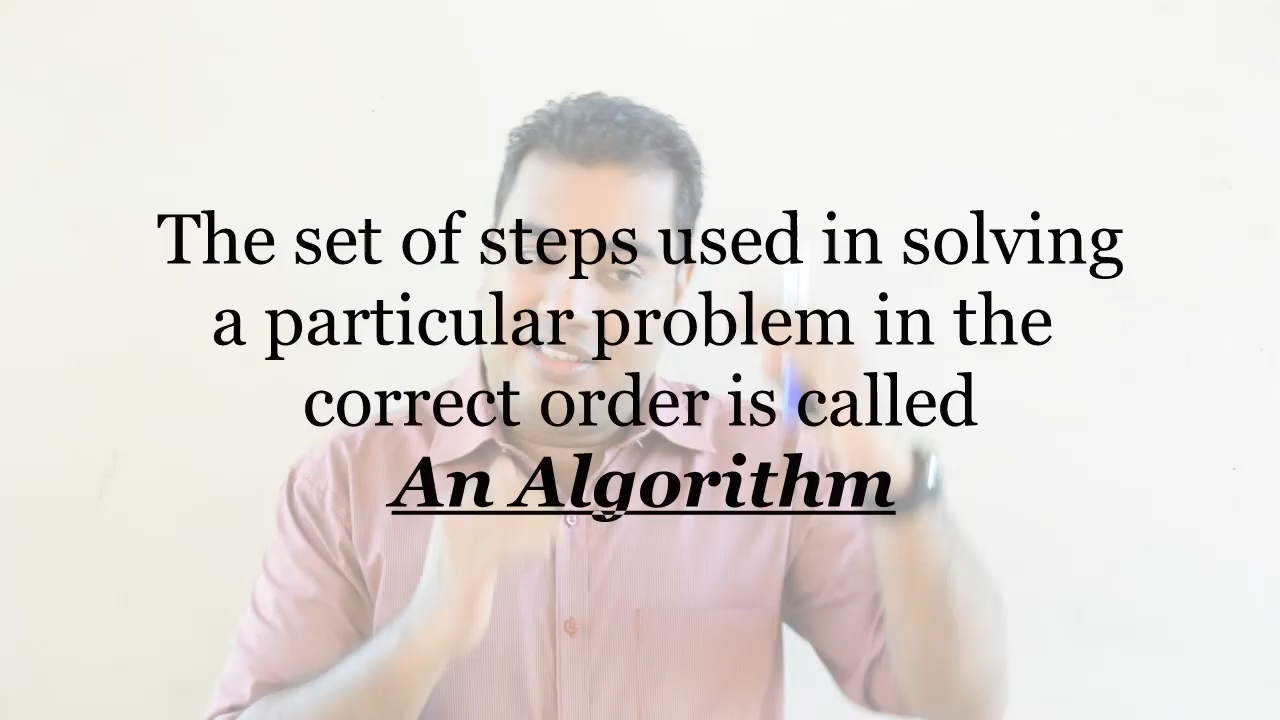 The set of steps used in solving
a particular problem in the
correct order is called
An Algorithm